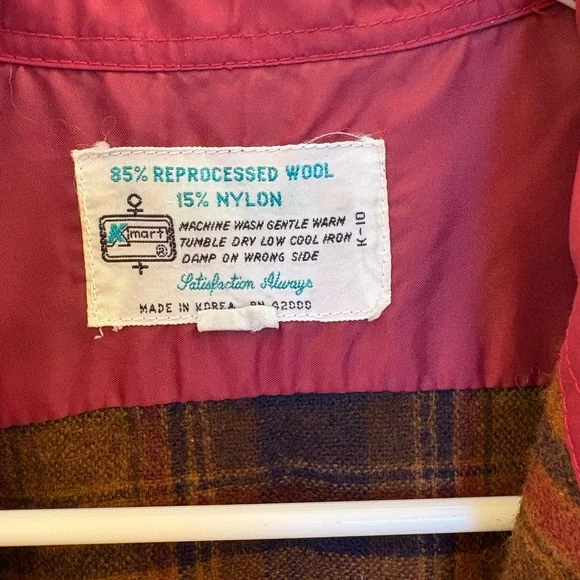 85% REPROCESSED WOOL
15% NYLON
Kmart ®
MACHINE WASH GENTLE WARM
TUMBLE DRY LOW COOL IRON
DAMP ON WRONG SIDE
K-10
Satisfaction Always
MADE IN KOREA RN 42000